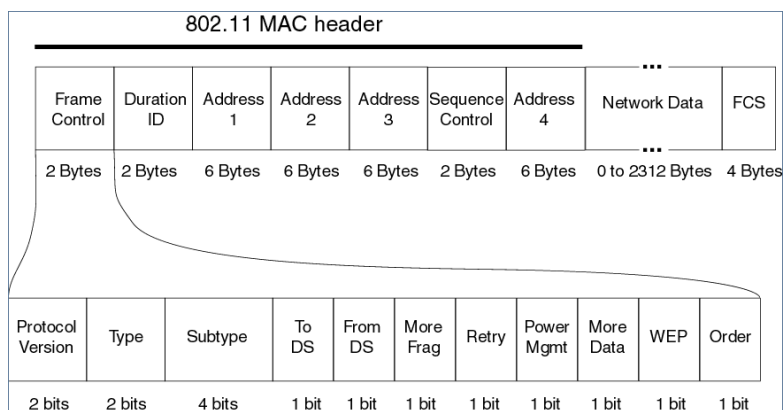 802.11 MAC header
...
Frame Duration Address Address Address Sequence Address Network Data FCS
Control ID 1 2 3 Control 4
...
2 Bytes 2 Bytes 6 Bytes 6 Bytes 6 Bytes 2 Bytes 6 Bytes 0 to 2312 Bytes 4 Bytes
Protocol Type Subtype To From More Retry Power More WEP Order
Version DS DS Frag Mgmt Data
2 bits 2 bits 4 bits 1 bit 1 bit 1 bit 1 bit 1 bit 1 bit 1 bit 1 bit